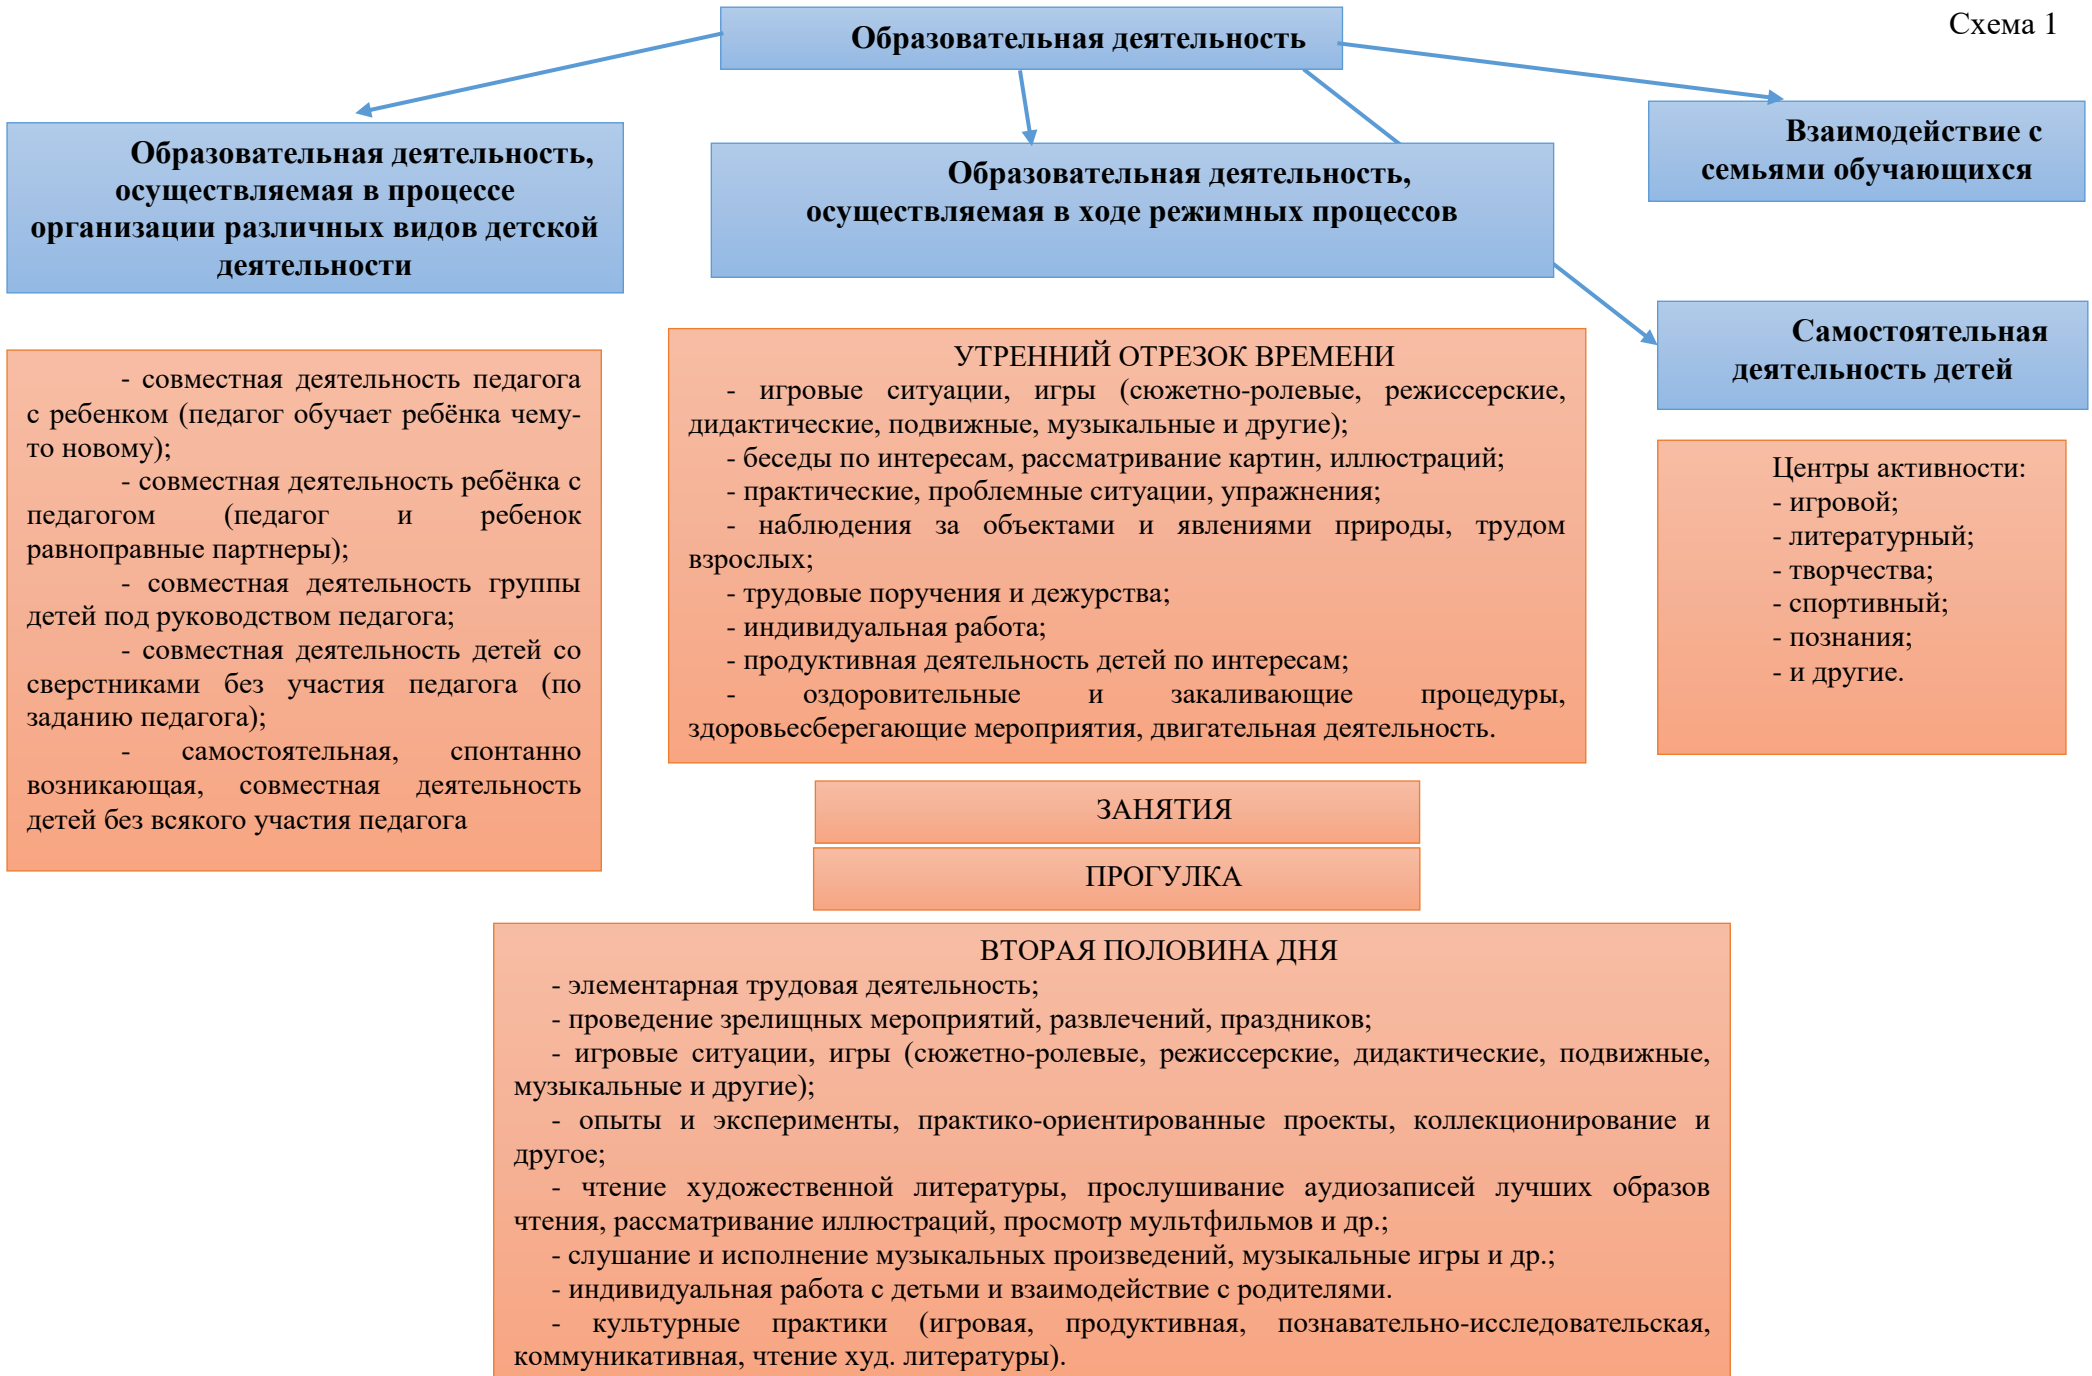 Схема 1
Образовательная деятельность
Образовательная деятельность,
осуществляемая в процессе
организации различных видов детской
деятельности
Образовательная деятельность,
осуществляемая в ходе режимных процессов
Взаимодействие с
семьями обучающихся
Самостоятельная
деятельность детей
- совместная деятельность педагога
с ребенком (педагог обучает ребёнка чему-
то новому);
- совместная деятельность ребёнка с
педагогом (педагог и ребенок
равноправные партнеры);
- совместная деятельность группы
детей под руководством педагога;
- совместная деятельность детей со
сверстниками без участия педагога (по
заданию педагога);
- самостоятельная, спонтанно
возникающая, совместная деятельность
детей без всякого участия педагога
УТРЕННИЙ ОТРЕЗОК ВРЕМЕНИ
- игровые ситуации, игры (сюжетно-ролевые, режиссерские,
дидактические, подвижные, музыкальные и другие);
- беседы по интересам, рассматривание картин, иллюстраций;
- практические, проблемные ситуации, упражнения;
- наблюдения за объектами и явлениями природы, трудом
взрослых;
- трудовые поручения и дежурства;
- индивидуальная работа;
- продуктивная деятельность детей по интересам;
- оздоровительные и закаливающие процедуры,
здоровьесберегающие мероприятия, двигательная деятельность.
Центры активности:
- игровой;
- литературный;
- творчества;
- спортивный;
- познания;
- и другие.
ЗАНЯТИЯ
ПРОГУЛКА
ВТОРАЯ ПОЛОВИНА ДНЯ
- элементарная трудовая деятельность;
- проведение зрелищных мероприятий, развлечений, праздников;
- игровые ситуации, игры (сюжетно-ролевые, режиссерские, дидактические, подвижные,
музыкальные и другие);
- опыты и эксперименты, практико-ориентированные проекты, коллекционирование и
другое;
- чтение художественной литературы, прослушивание аудиозаписей лучших образов
чтения, рассматривание иллюстраций, просмотр мультфильмов и др.;
- слушание и исполнение музыкальных произведений, музыкальные игры и др.;
- индивидуальная работа с детьми и взаимодействие с родителями.
- культурные практики (игровая, продуктивная, познавательно-исследовательская,
коммуникативная, чтение худ. литературы).